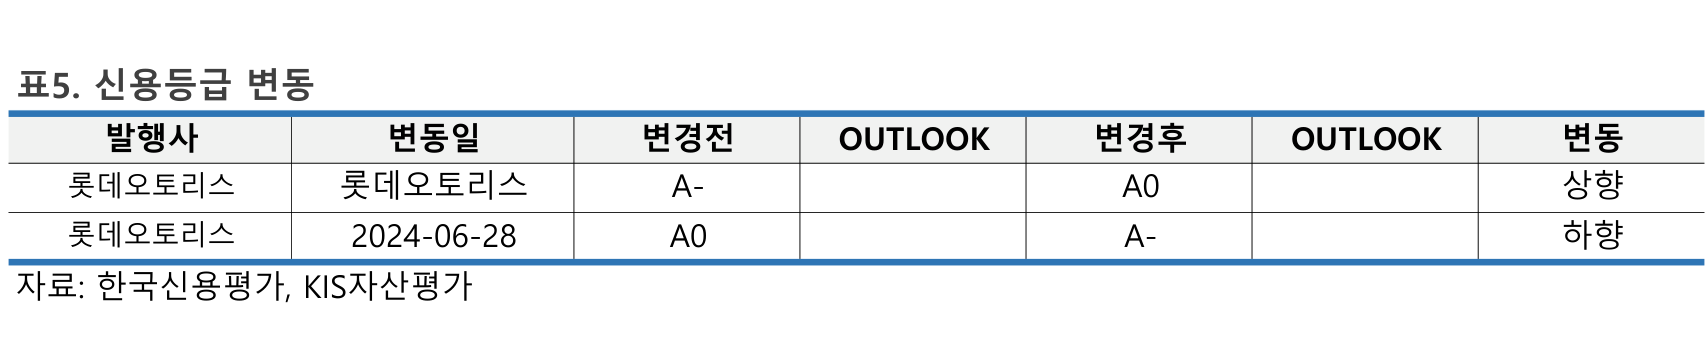 표5. 신용등급 변동
발행사 변동일 변경전 OUTLOOK 변경후 OUTLOOK 변동
롯데오토리스 롯데오토리스 A- A0 상향
롯데오토리스 2024-06-28 A0 A- 하향
자료: 한국신용평가, KIS자산평가